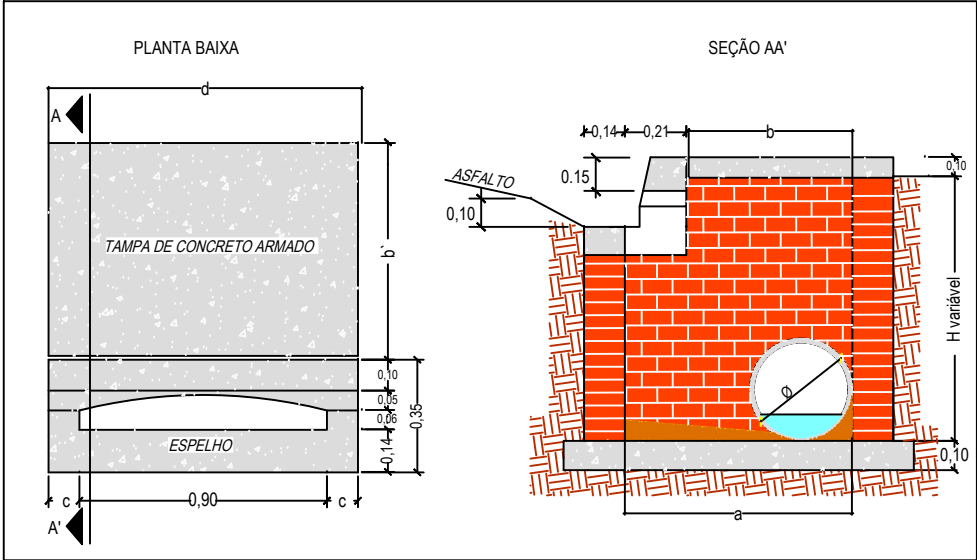 PLANTA BAIXA
d
A
TAMPA DE CONCRETO ARMADO
b'
0,10
0,05
0,06
0,14
0,35
ESPELHO
c
0,90
c
A'
SEÇÃO AA'
0,14
0,21
b
0.15
0,10
ASFALTO
0,10
H variável
Ø
0,10
a